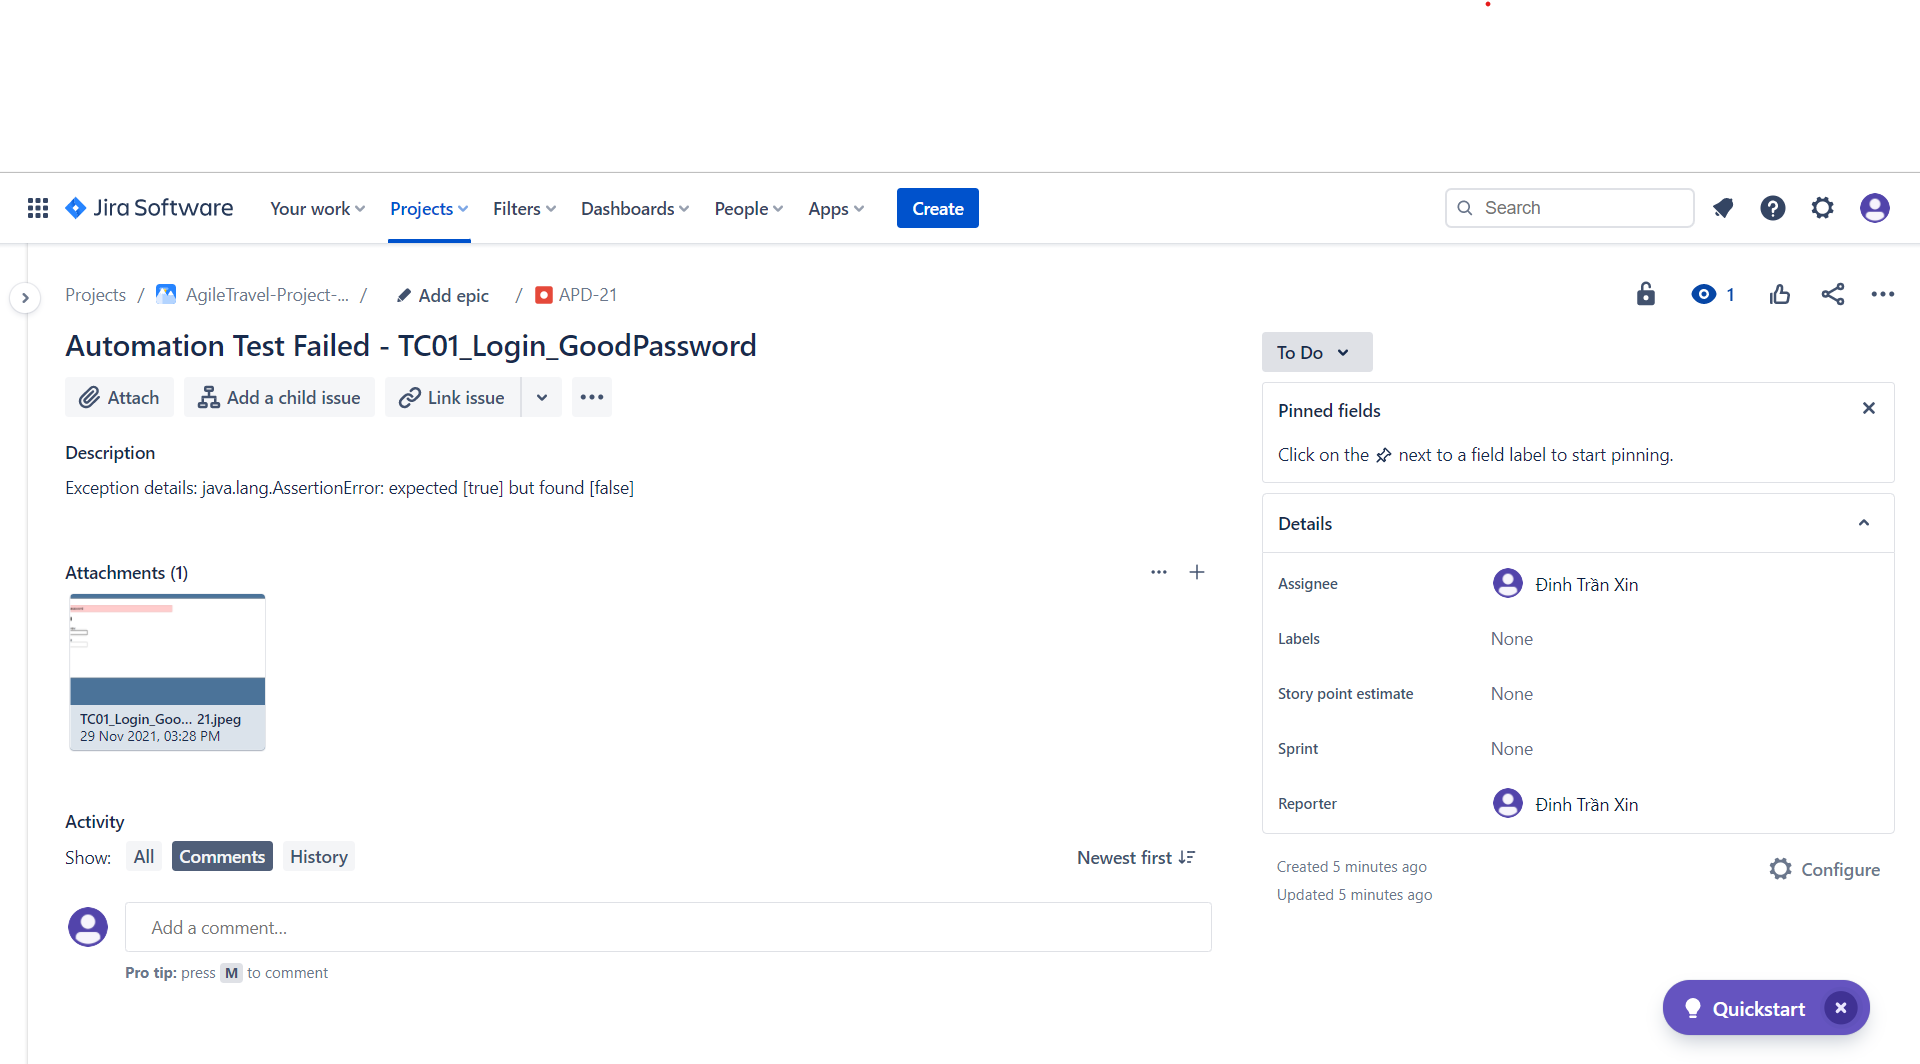 Jira Software
Your work
Projects
Filters
Dashboards
People
Apps
Create
Search
Projects / AgileTravel-Project-... / Add epic / APD-21
1
Automation Test Failed - TC01_Login_GoodPassword
Attach
Add a child issue
Link issue
Description
Exception details: java.lang.AssertionError: expected [true] but found [false]
Attachments (1)
TC01_Login_Goo... 21.jpeg
29 Nov 2021, 03:28 PM
Activity
Show: All Comments History
Newest first
Add a comment...
Pro tip: press M to comment
To Do
Pinned fields
Click on the next to a field label to start pinning.
Details
Assignee Đinh Trần Xin
Labels None
Story point estimate None
Sprint None
Reporter Đinh Trần Xin
Created 5 minutes ago
Updated 5 minutes ago
Configure
Quickstart